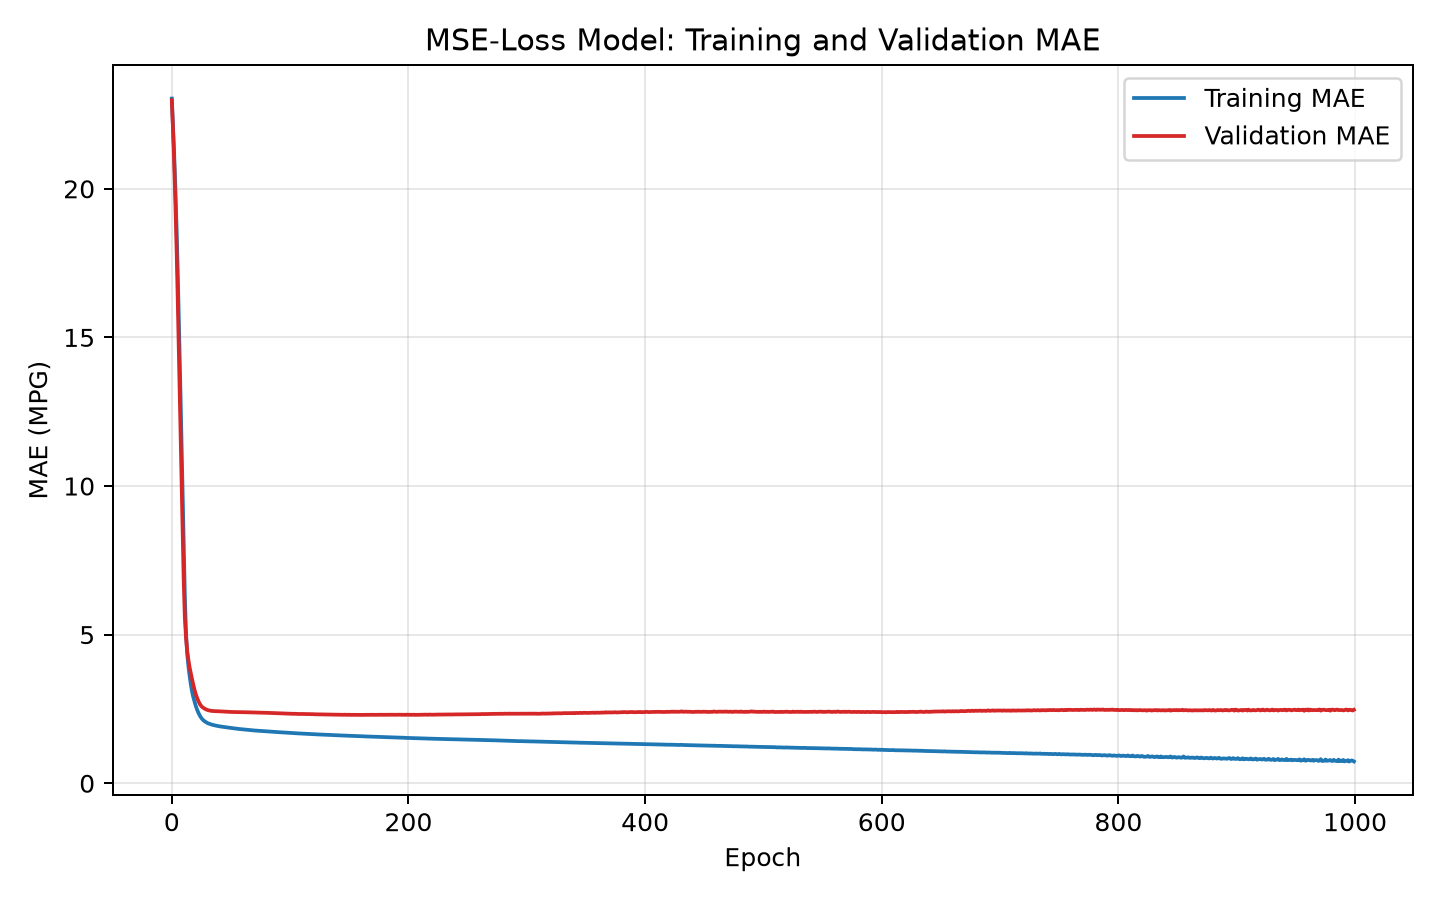 MSE-Loss Model: Training and Validation MAE
Training MAE
Validation MAE
MAE (MPG)
20
15
10
5
0
0 200 400 600 800 1000
Epoch